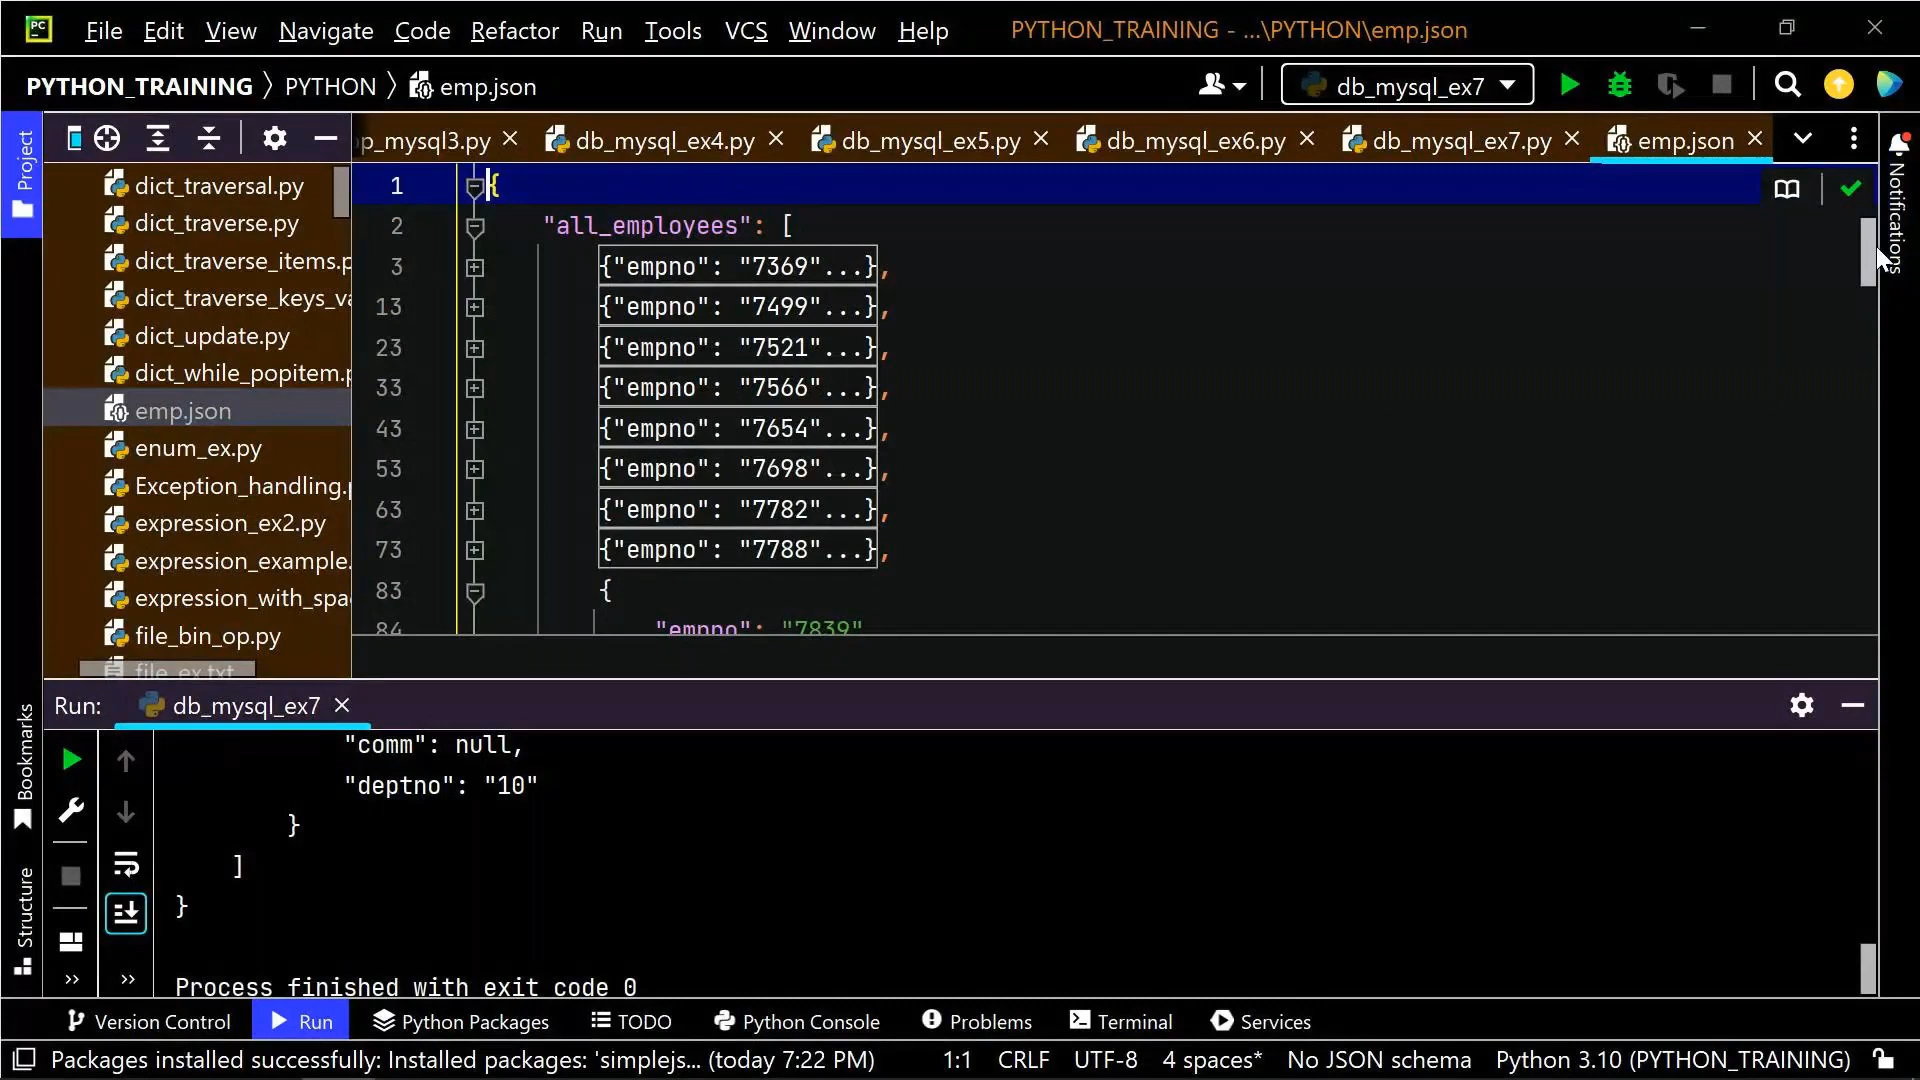 PC File Edit View Navigate Code Refactor Run Tools VCS Window Help PYTHON_TRAINING - ...\PYTHON\emp.json
PYTHON_TRAINING PYTHON emp.json db_mysql_ex7
p_mysql3.py db_mysql_ex4.py db_mysql_ex5.py db_mysql_ex6.py db_mysql_ex7.py emp.json
Project
dict_traversal.py
dict_traverse.py
dict_traverse_items.p
dict_traverse_keys_va
dict_update.py
dict_while_popitem.p
emp.json
enum_ex.py
Exception_handling.p
expression_ex2.py
expression_example.
expression_with_spa
file_bin_op.py
file_ex.txt
1 {
2 "all_employees": [
3 {"empno": "7369"...},
13 {"empno": "7499"...},
23 {"empno": "7521"...},
33 {"empno": "7566"...},
43 {"empno": "7654"...},
53 {"empno": "7698"...},
63 {"empno": "7782"...},
73 {"empno": "7788"...},
83 {
84 "empno": "7839"
Notifications
Run: db_mysql_ex7
Bookmarks
Structure
"comm": null,
"deptno": "10"
}
]
}
Process finished with exit code 0
Version Control Run Python Packages TODO Python Console Problems Terminal Services
Packages installed successfully: Installed packages: 'simplejs... (today 7:22 PM) 1:1 CRLF UTF-8 4 spaces* No JSON schema Python 3.10 (PYTHON_TRAINING)